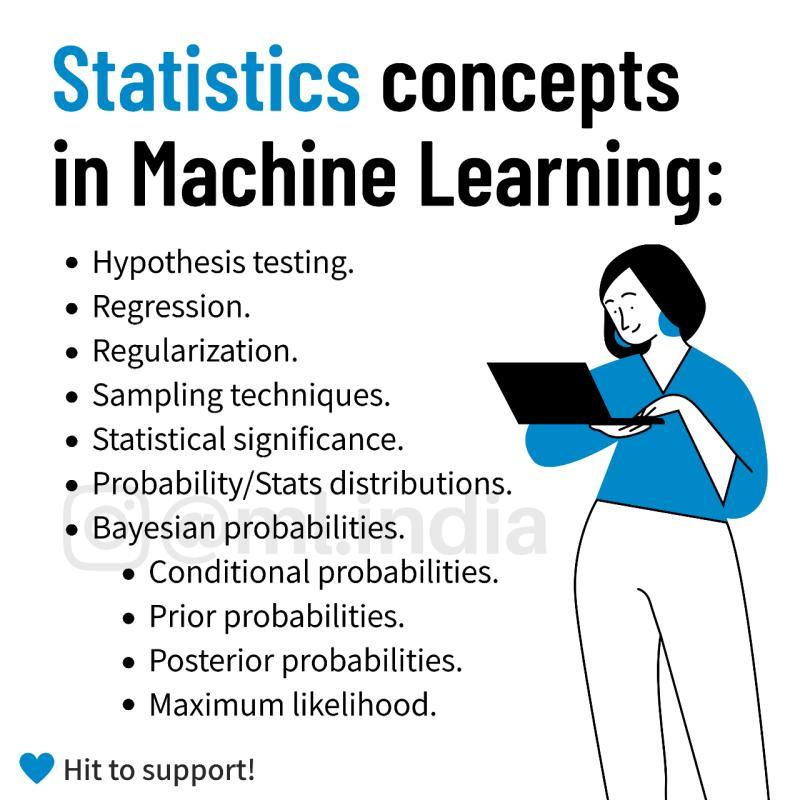 Statistics concepts
in Machine Learning:
• Hypothesis testing.
• Regression.
• Regularization.
• Sampling techniques.
• Statistical significance.
• Probability/Stats distributions.
• Bayesian probabilities.
@ml.india
• Conditional probabilities.
• Prior probabilities.
• Posterior probabilities.
• Maximum likelihood.
Hit to support!